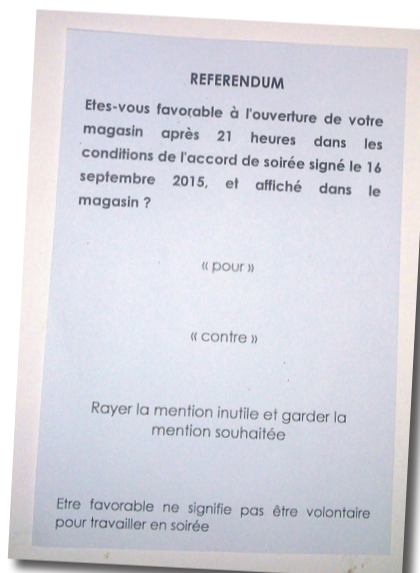 REFERENDUM
Etes-vous favorable à l'ouverture de votre
magasin après 21 heures dans les
conditions de l'accord de soirée signé le 16
septembre 2015, et affiché dans le
magasin ?
« pour »
« contre »
Rayer la mention inutile et garder la
mention souhaitée
Etre favorable ne signifie pas être volontaire
pour travailler en soirée